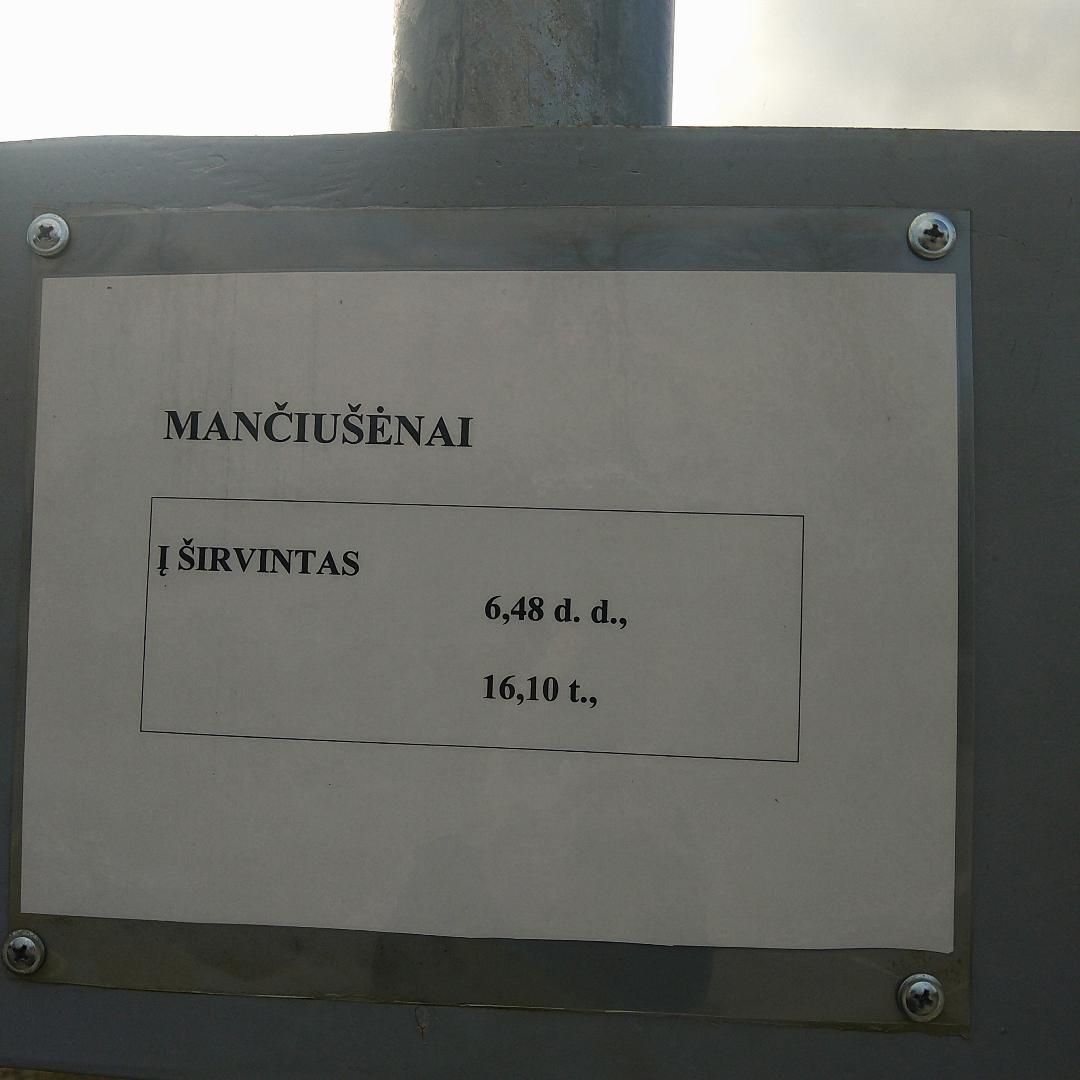 MANČIUŠĖNAI
Į ŠIRVINTAS
6,48 d. d.,
16,10 t.,